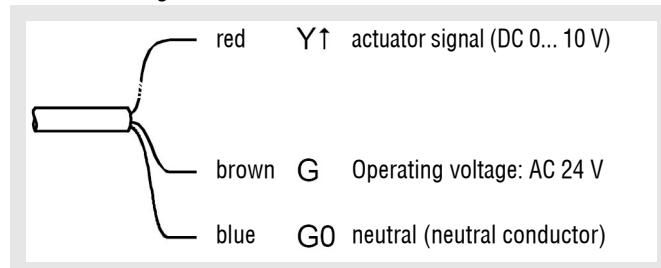 red Y↑ actuator signal (DC 0... 10 V)
brown G Operating voltage: AC 24 V
blue G0 neutral (neutral conductor)